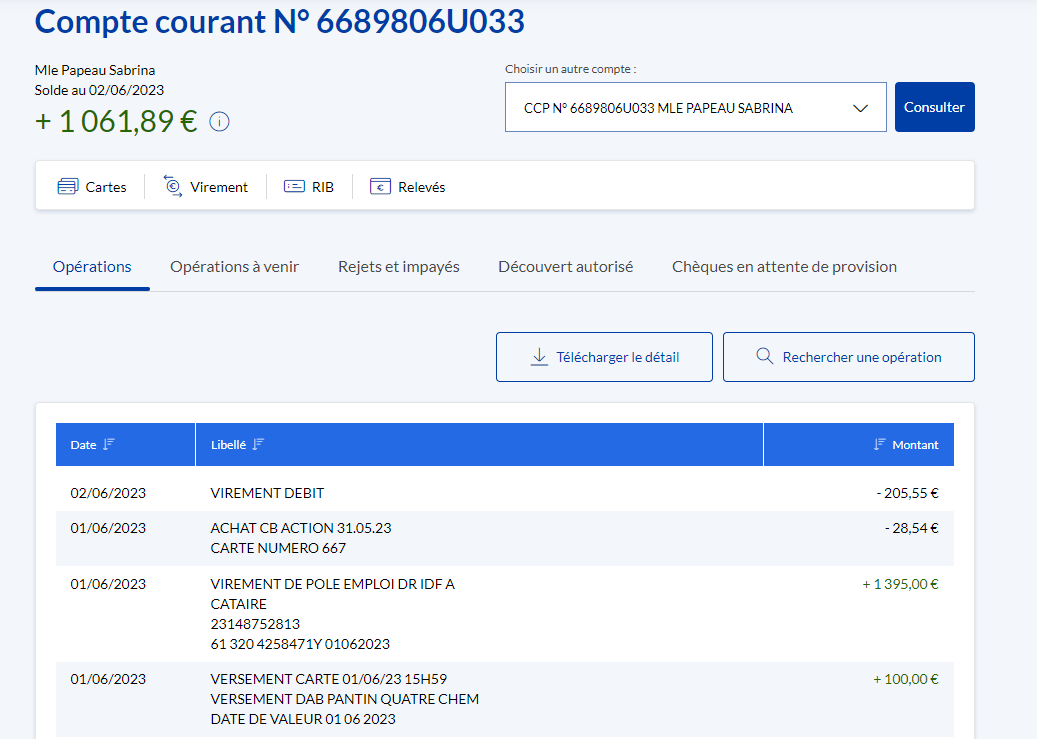 Compte courant N° 6689806U033
Mle Papeau Sabrina
Solde au 02/06/2023
+ 1 061,89 €
Choisir un autre compte :
CCP N° 6689806U033 MLE PAPEAU SABRINA
Consulter
Cartes
Virement
RIB
Relevés
Opérations
Opérations à venir
Rejets et impayés
Découvert autorisé
Chèques en attente de provision
Télécharger le détail
Rechercher une opération
Date Libellé Montant
02/06/2023 VIREMENT DEBIT - 205,55 €
01/06/2023 ACHAT CB ACTION 31.05.23 - 28,54 €
CARTE NUMERO 667
01/06/2023 VIREMENT DE POLE EMPLOI DR IDF A + 1 395,00 €
CATAIRE
23148752813
61 320 4258471Y 01062023
01/06/2023 VERSEMENT CARTE 01/06/23 15H59 + 100,00 €
VERSEMENT DAB PANTIN QUATRE CHEM
DATE DE VALEUR 01 06 2023